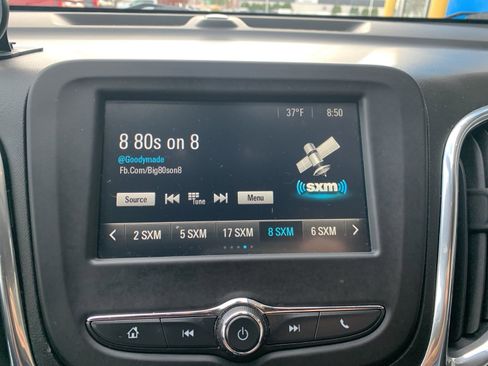 37°F 8:50
8 80s on 8
@Goodymade
Fb.Com/Big80son8
sxm
Source Tune Menu
2 SXM 5 SXM 17 SXM 8 SXM 6 SXM